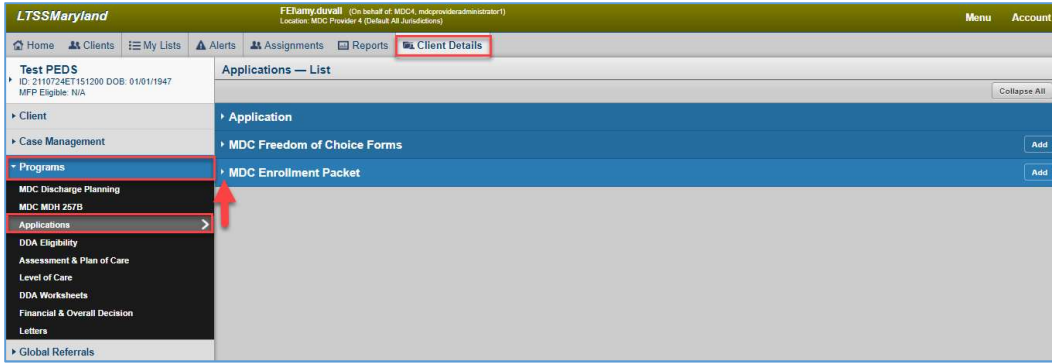 LTSSMaryland
FEI\amy.duvall (On behalf of: MDC4, mdcprovideradministrator1)
Location: MDC Provider 4 (Default All Jurisdictions)
Menu Account
Home Clients My Lists Alerts Assignments Reports Client Details
Test PEDS
ID: 2110724ET151200 DOB: 01/01/1947
MFP Eligible: N/A
Client
Case Management
Programs
MDC Discharge Planning
MDC MDH 257B
Applications
DDA Eligibility
Assessment & Plan of Care
Level of Care
DDA Worksheets
Financial & Overall Decision
Letters
Global Referrals
Applications — List
Collapse All
Application
MDC Freedom of Choice Forms Add
MDC Enrollment Packet Add